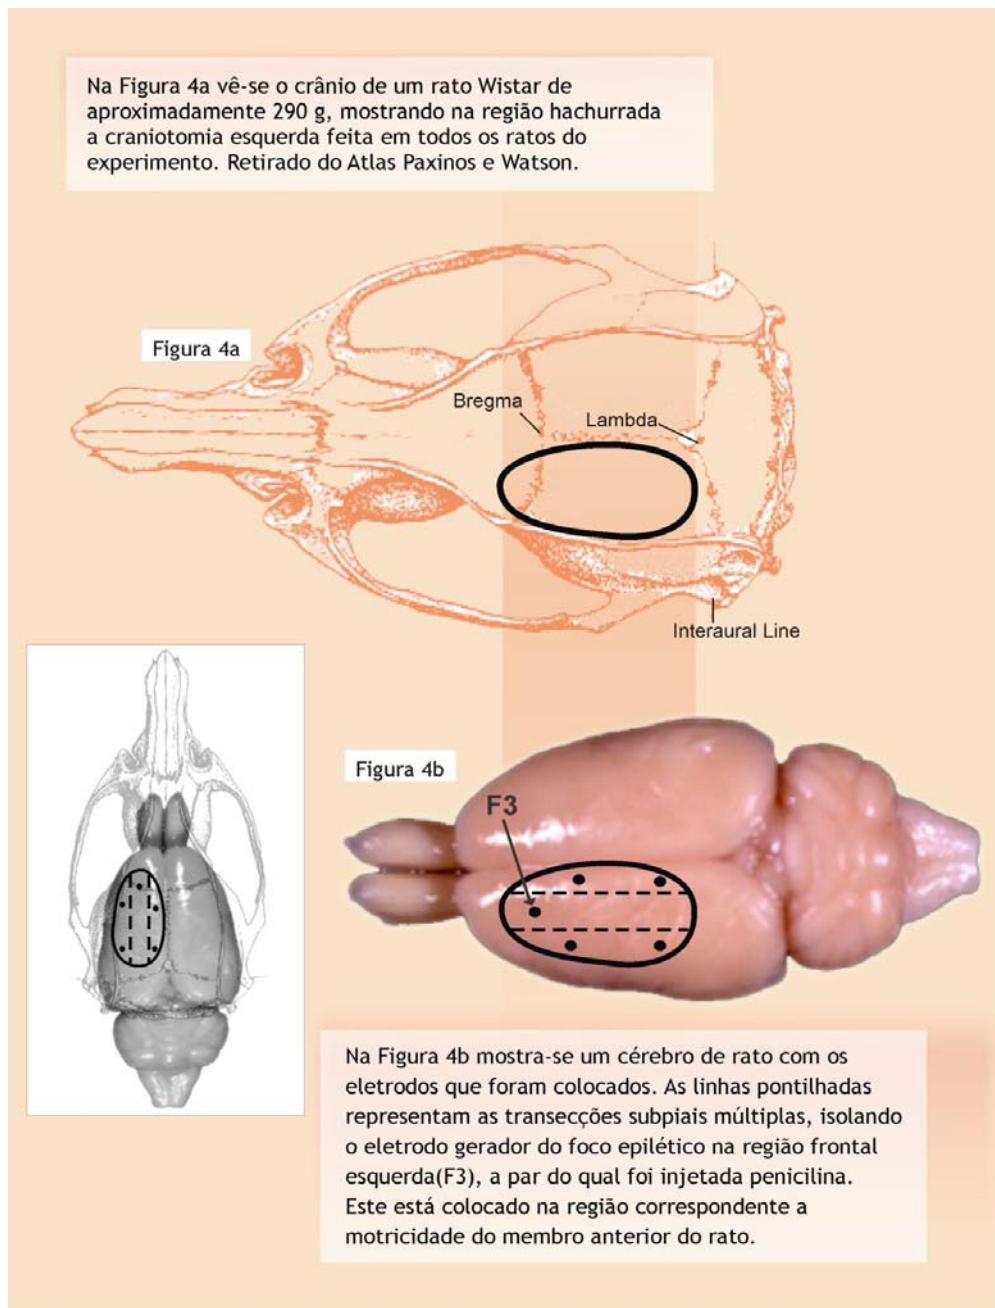 Na Figura 4a vê-se o crânio de um rato Wistar de
aproximadamente 290 g, mostrando na região hachurrada
a craniotomia esquerda feita em todos os ratos do
experimento. Retirado do Atlas Paxinos e Watson.
Figura 4a
Bregma
Lambda
Interaural Line
Figura 4b
F3
Na Figura 4b mostra-se um cérebro de rato com os
eletrodos que foram colocados. As linhas pontilhadas
representam as transecções subpiais múltiplas, isolando
o eletrodo gerador do foco epilético na região frontal
esquerda(F3), a par do qual foi injetada penicilina.
Este está colocado na região correspondente a
motricidade do membro anterior do rato.